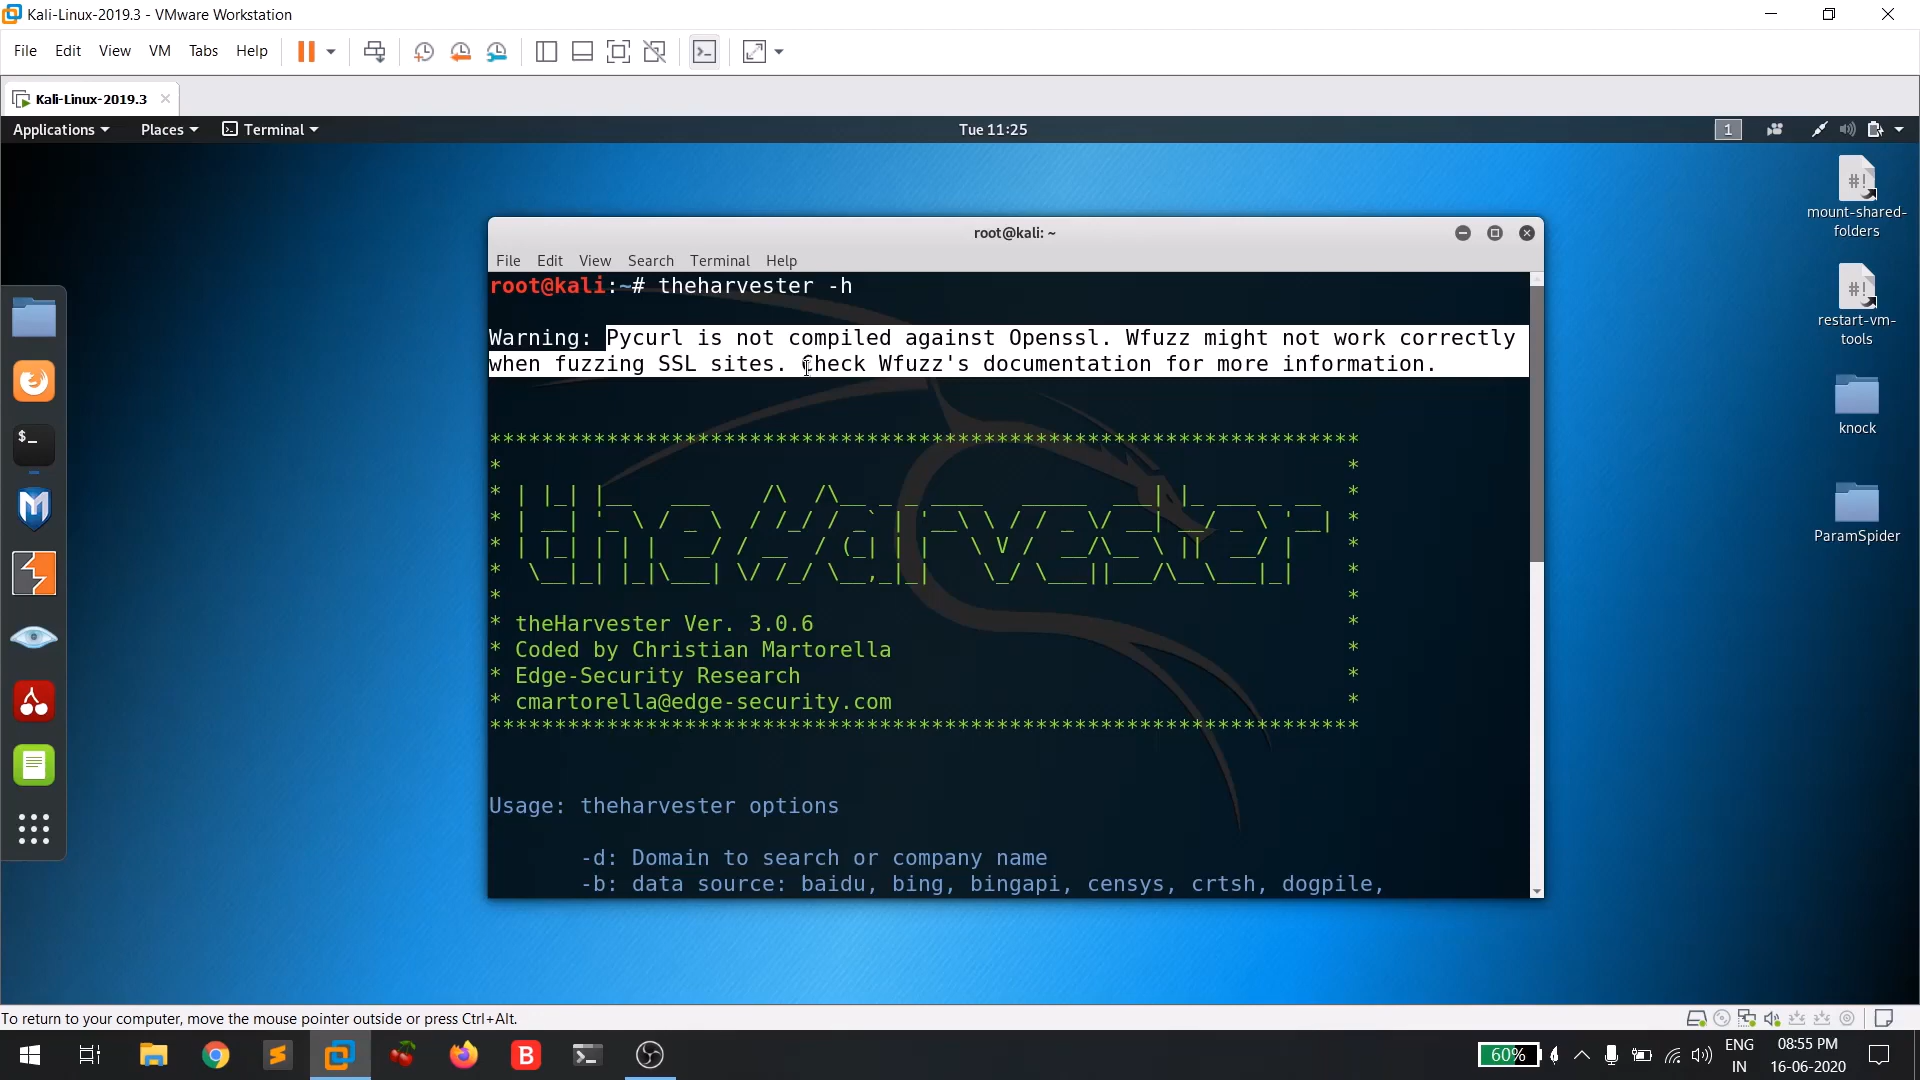 Kali-Linux-2019.3 - VMware Workstation
File Edit View VM Tabs Help
Kali-Linux-2019.3
Applications Places Terminal Tue 11:25 1
mount-shared-folders
restart-vm-tools
knock
ParamSpider
root@kali: ~
File Edit View Search Terminal Help
root@kali:~# theharvester -h
Warning: Pycurl is not compiled against Openssl. Wfuzz might not work correctly
when fuzzing SSL sites. Check Wfuzz's documentation for more information.
*******************************************************************
theHarvester
* theHarvester Ver. 3.0.6 *
* Coded by Christian Martorella *
* Edge-Security Research *
* cmartorella@edge-security.com *
*******************************************************************
Usage: theharvester options
-d: Domain to search or company name
-b: data source: baidu, bing, bingapi, censys, crtsh, dogpile,
To return to your computer, move the mouse pointer outside or press Ctrl+Alt.
60% ENG 08:55 PM
IN 16-06-2020